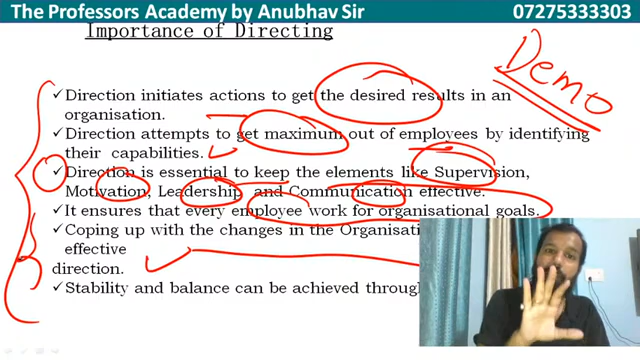 The Professors Academy by Anubhav Sir 07275333303
Importance of Directing
Demo
✓Direction initiates actions to get the desired results in an
organisation.
✓Direction attempts to get maximum out of employees by identifying
their capabilities.
✓Direction is essential to keep the elements like Supervision,
Motivation, Leadership and Communication effective.
✓It ensures that every employee work for organisational goals.
✓Coping up with the changes in the
effective
direction.
✓Stability and balance can be achieved through